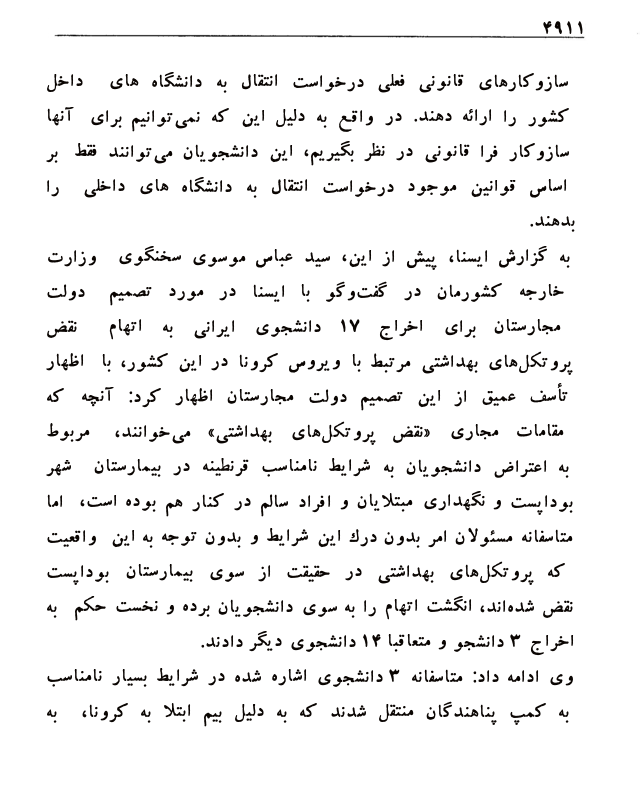 ۴۹۱۱
سازوکارهای قانونی فعلی درخواست انتقال به دانشگاه های داخل
کشور را ارائه دهند. در واقع به دلیل این که نمی‌توانیم برای آنها
سازوکار فرا قانونی در نظر بگیریم، این دانشجویان می‌توانند فقط بر
اساس قوانین موجود درخواست انتقال به دانشگاه های داخلی را
بدهند.
به گزارش ایسنا، پیش از این، سید عباس موسوی سخنگوی وزارت
خارجه کشورمان در گفت‌وگو با ایسنا در مورد تصمیم دولت
مجارستان برای اخراج ۱۷ دانشجوی ایرانی به اتهام نقض
پروتکل‌های بهداشتی مرتبط با ویروس کرونا در این کشور، با اظهار
تأسف عمیق از این تصمیم دولت مجارستان اظهار کرد: آنچه که
مقامات مجاری «نقض پروتکل‌های بهداشتی» می‌خوانند، مربوط
به اعتراض دانشجویان به شرایط نامناسب قرنطینه در بیمارستان شهر
بوداپست و نگهداری مبتلایان و افراد سالم در کنار هم بوده است، اما
متاسفانه مسئولان امر بدون درك این شرایط و بدون توجه به این واقعیت
که پروتکل‌های بهداشتی در حقیقت از سوی بیمارستان بوداپست
نقض شده‌اند، انگشت اتهام را به سوی دانشجویان برده و نخست حکم به
اخراج ۳ دانشجو و متعاقبا ۱۴ دانشجوی دیگر دادند.
وی ادامه داد: متاسفانه ۳ دانشجوی اشاره شده در شرایط بسیار نامناسب
به کمپ پناهندگان منتقل شدند که به دلیل بیم ابتلا به کرونا، به